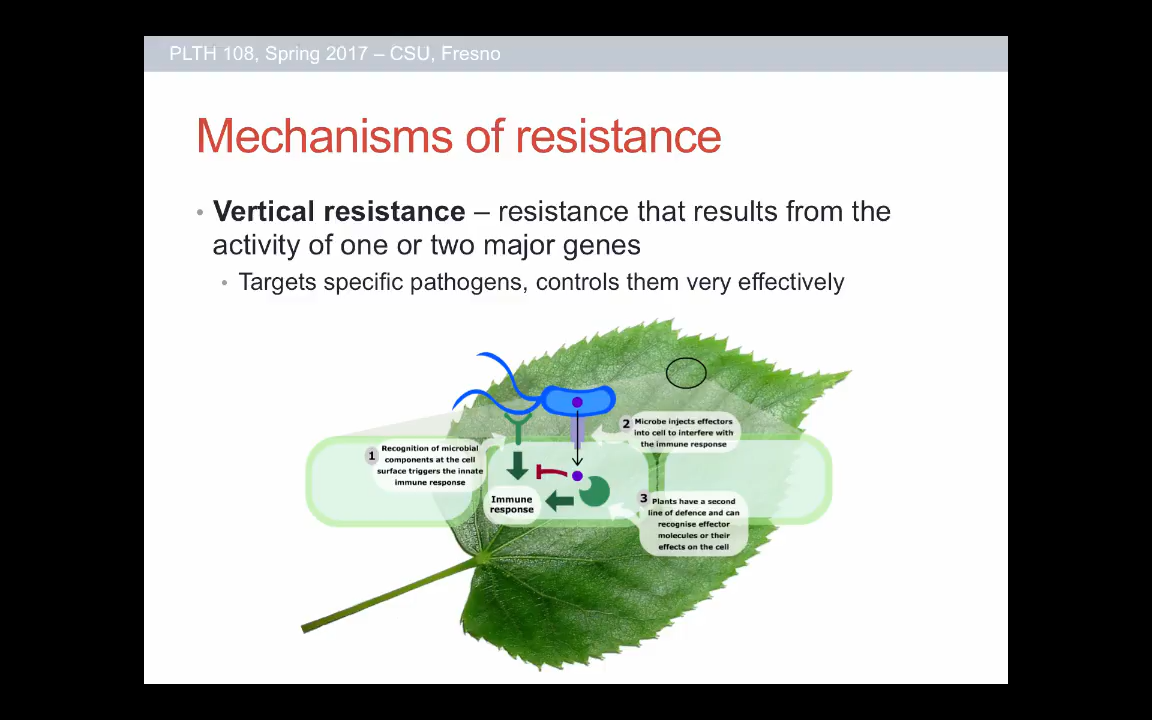 PLTH 108, Spring 2017 – CSU, Fresno
Mechanisms of resistance
• Vertical resistance – resistance that results from the
activity of one or two major genes
• Targets specific pathogens, controls them very effectively
1
Recognition of microbial
components at the cell
surface triggers the innate
immune response
2
Microbe injects effectors
into cell to interfere with
the immune response
Immune
response
3
Plants have a second
line of defence and can
recognise effector
molecules or their
effects on the cell